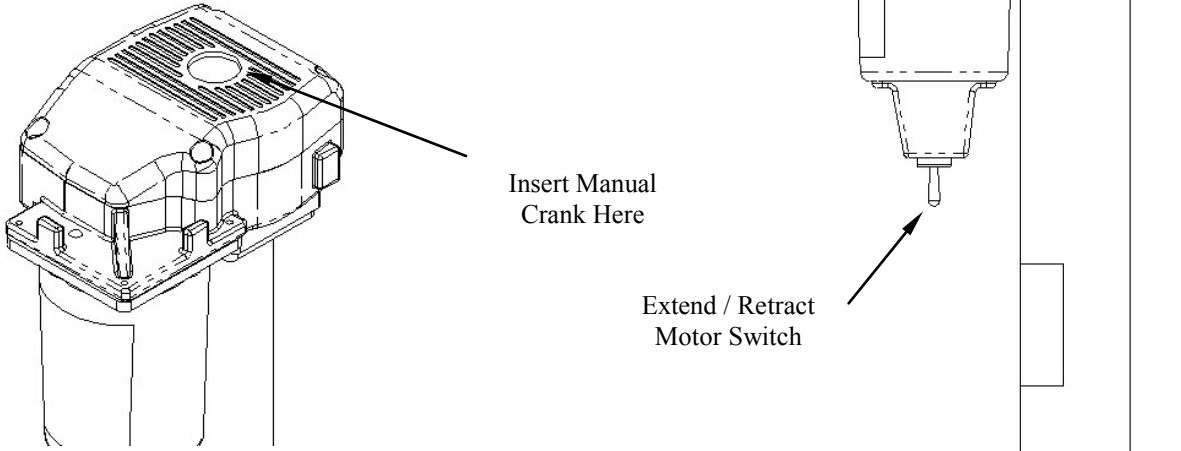 Insert Manual
Crank Here
Extend / Retract
Motor Switch